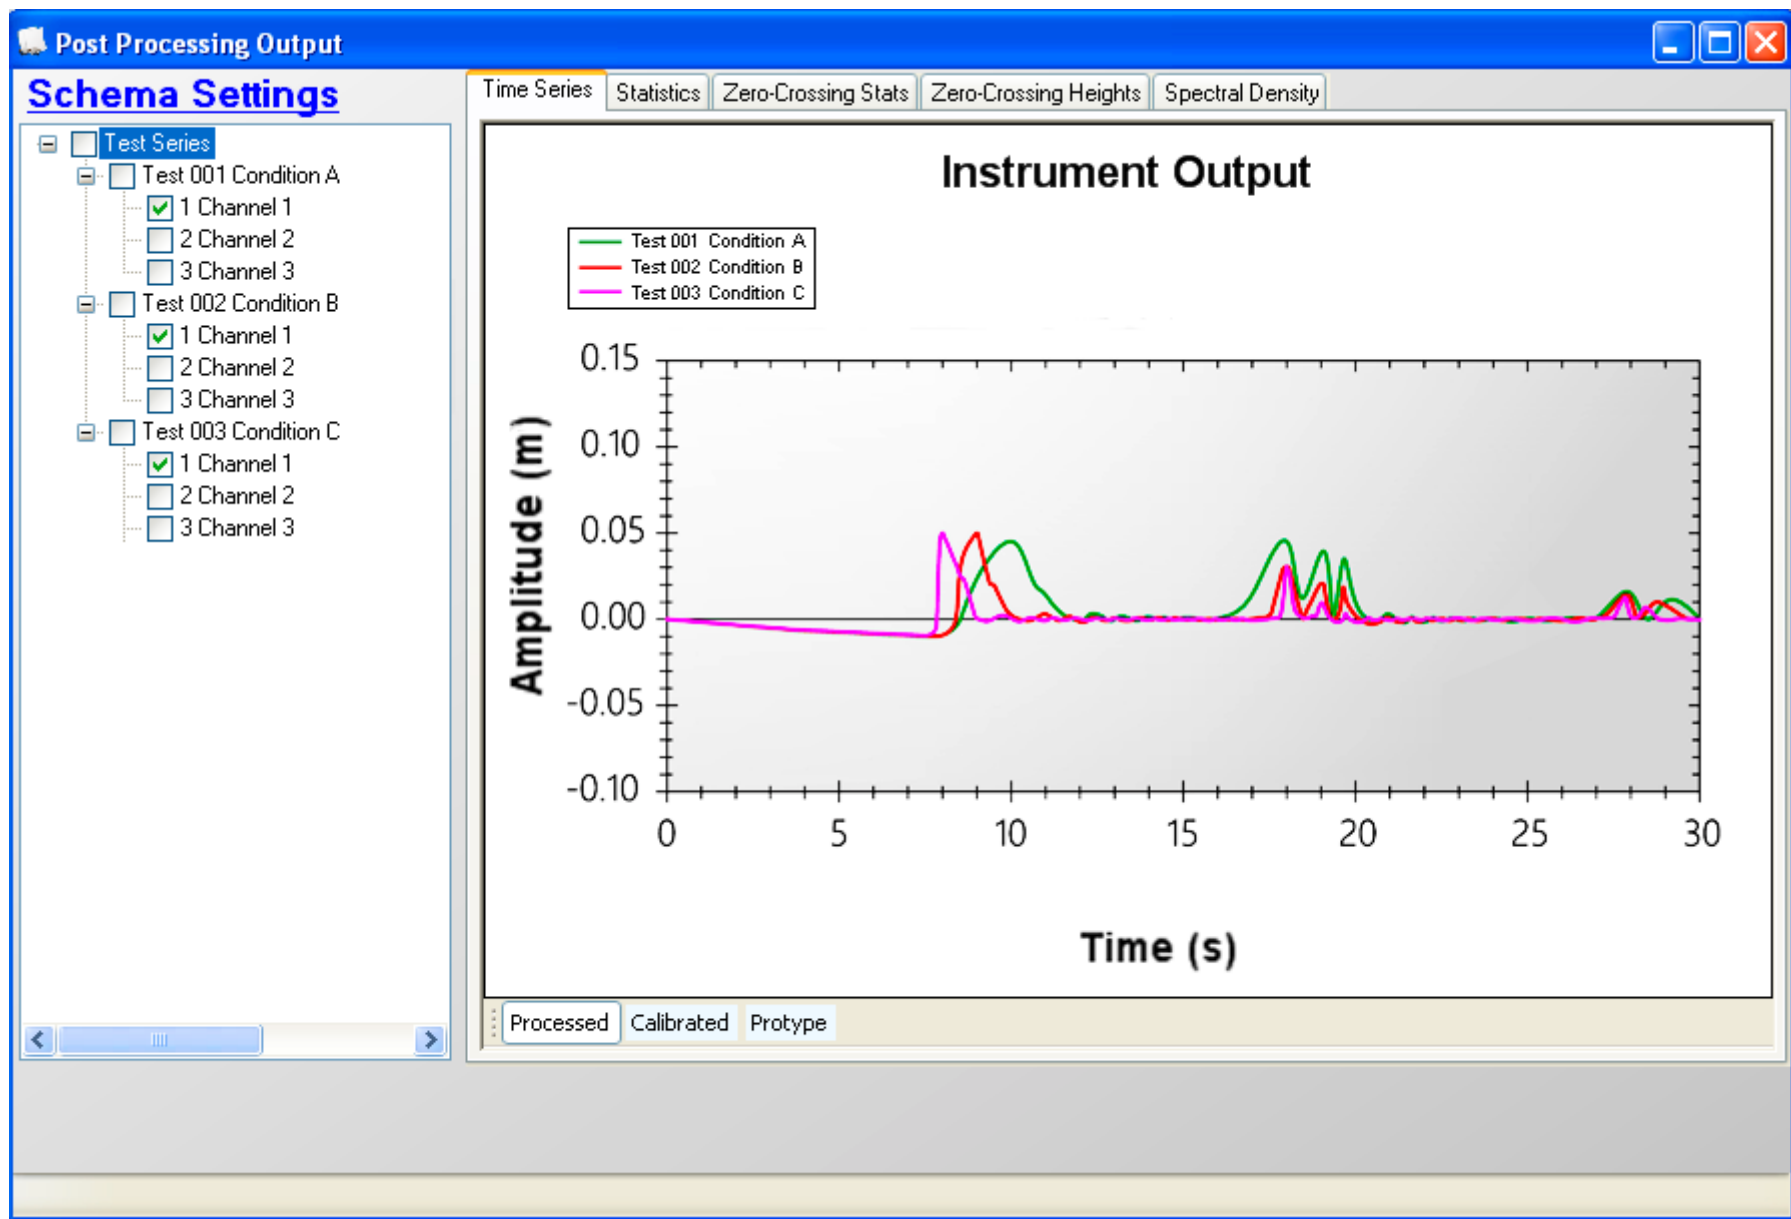 Post Processing Output
Schema Settings
Test Series
Test 001 Condition A
1 Channel 1
2 Channel 2
3 Channel 3
Test 002 Condition B
1 Channel 1
2 Channel 2
3 Channel 3
Test 003 Condition C
1 Channel 1
2 Channel 2
3 Channel 3
Time Series Statistics Zero-Crossing Stats Zero-Crossing Heights Spectral Density
Instrument Output
Test 001 Condition A
Test 002 Condition B
Test 003 Condition C
Amplitude (m)
0.15
0.10
0.05
0.00
-0.05
-0.10
0 5 10 15 20 25 30
Time (s)
Processed Calibrated Protype